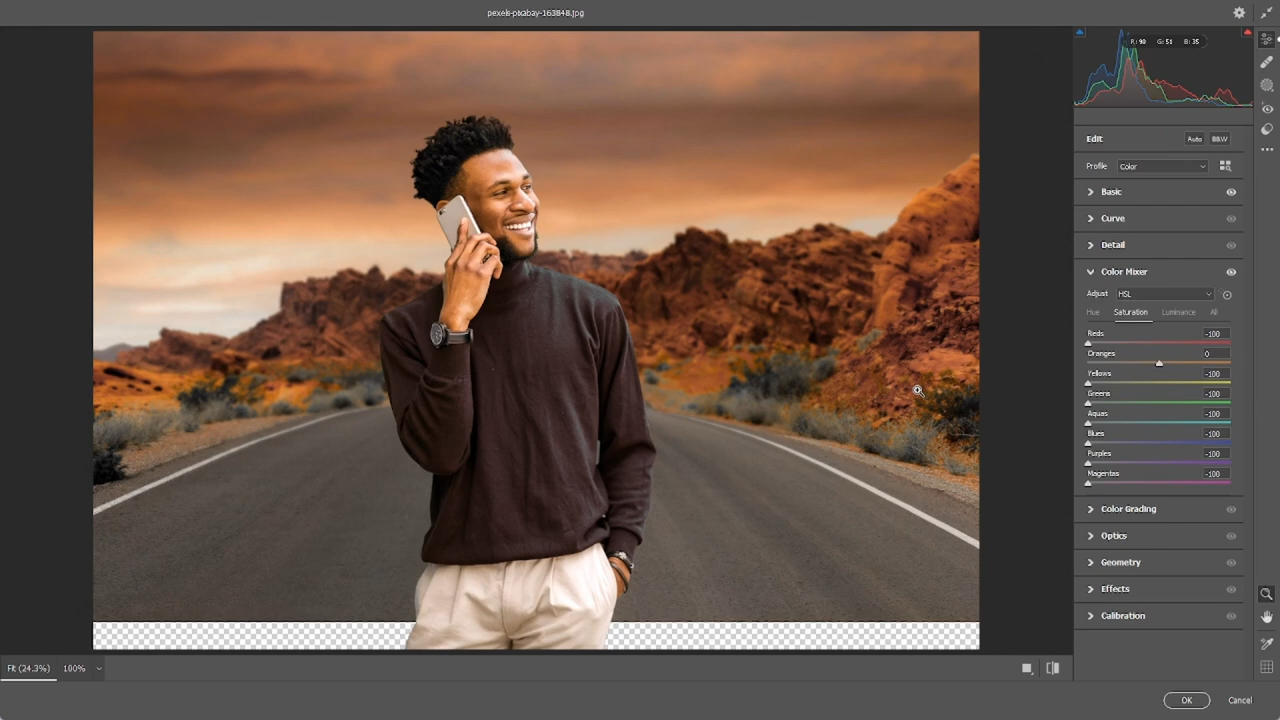 pexels-pixabay-163848.jpg
R: 90 G: 51 B: 35
Edit Auto B&W
Profile Color
Basic
Curve
Detail
Color Mixer
Adjust HSL
Hue Saturation Luminance All
Reds -100
Oranges 0
Yellows -100
Greens -100
Aquas -100
Blues -100
Purples -100
Magentas -100
Color Grading
Optics
Geometry
Effects
Calibration
Fit (24.3%) 100%
OK Cancel